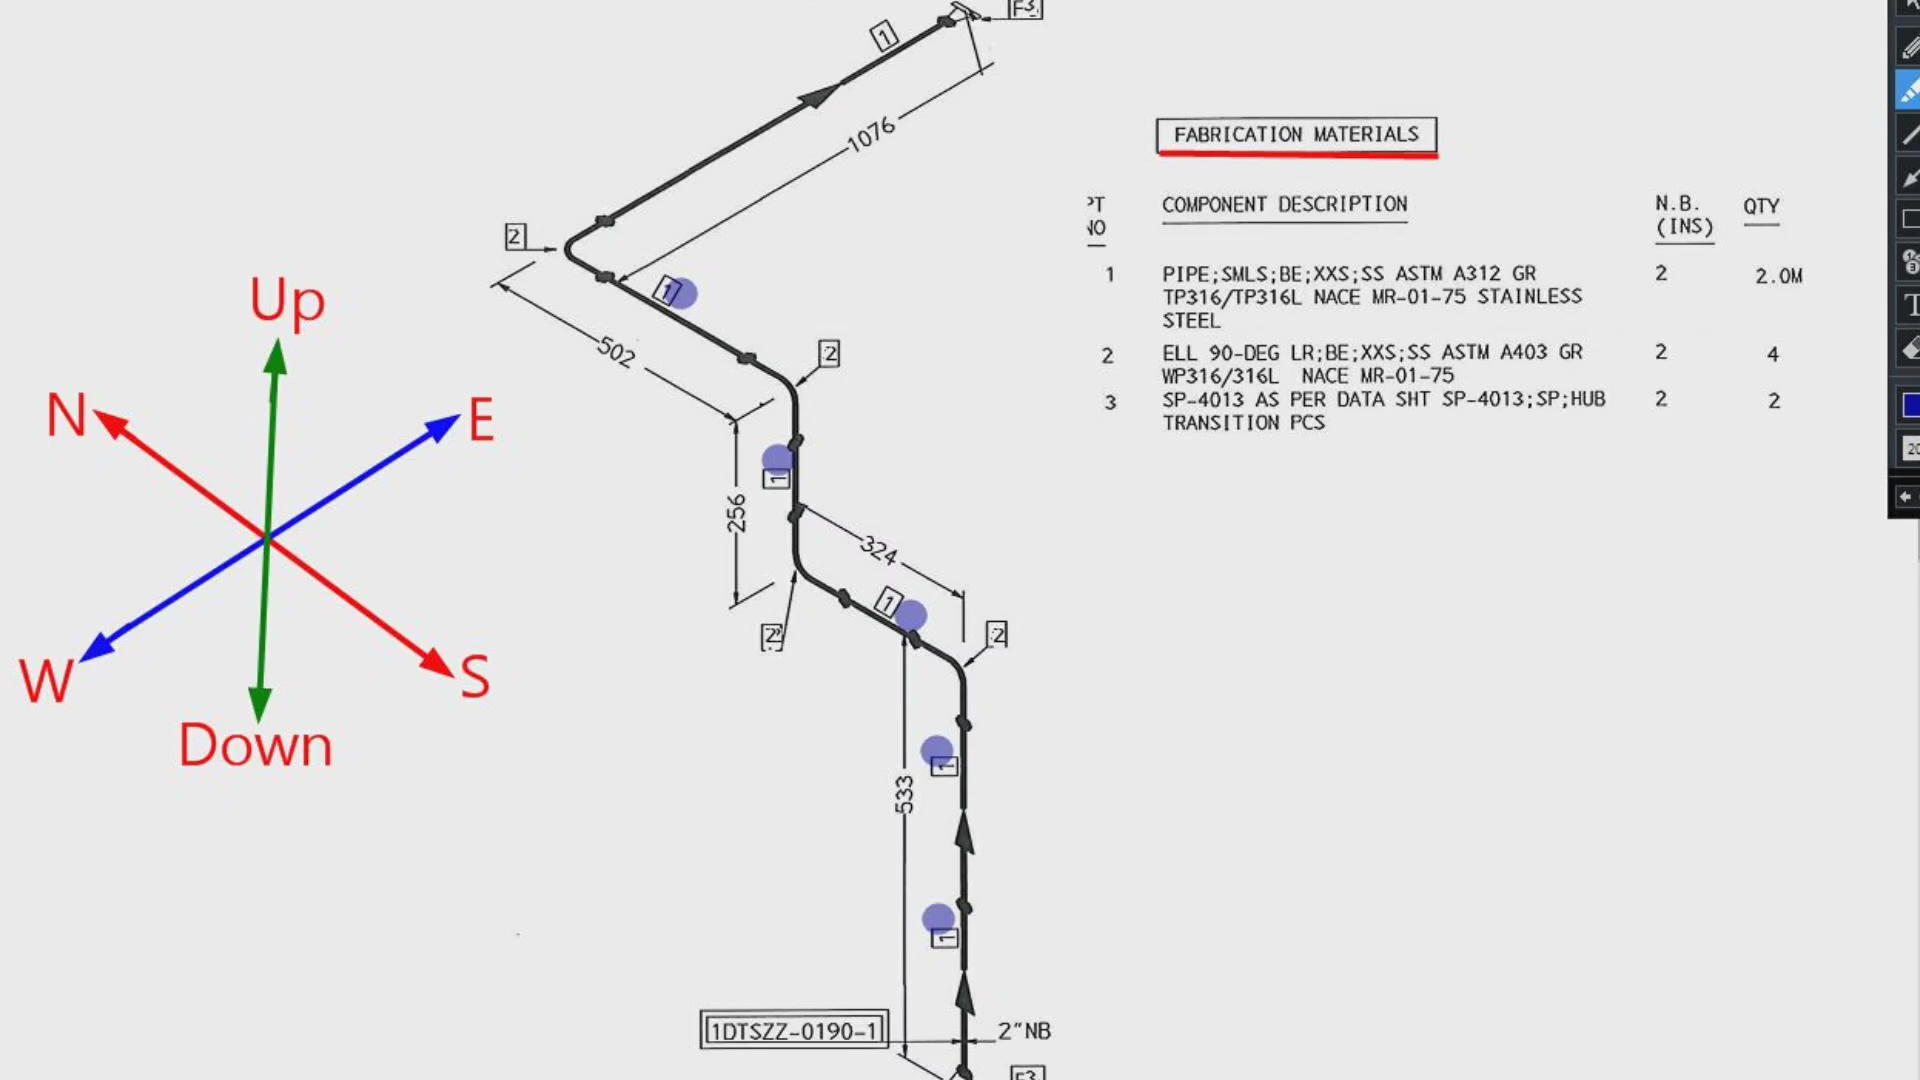 F3
1
1076
FABRICATION MATERIALS
PT NO
COMPONENT DESCRIPTION
N.B. (INS)
QTY
1 PIPE;SMLS;BE;XXS;SS ASTM A312 GR 2 2.0M
TP316/TP316L NACE MR-01-75 STAINLESS
STEEL
2 ELL 90-DEG LR;BE;XXS;SS ASTM A403 GR 2 4
WP316/316L NACE MR-01-75
3 SP-4013 AS PER DATA SHT SP-4013;SP;HUB 2 2
TRANSITION PCS
2
1
502
2
Up
N
E
W
S
Down
1
256
324
1
2
2
1
533
1
1DTSZZ-0190-1
2"NB
F3
T